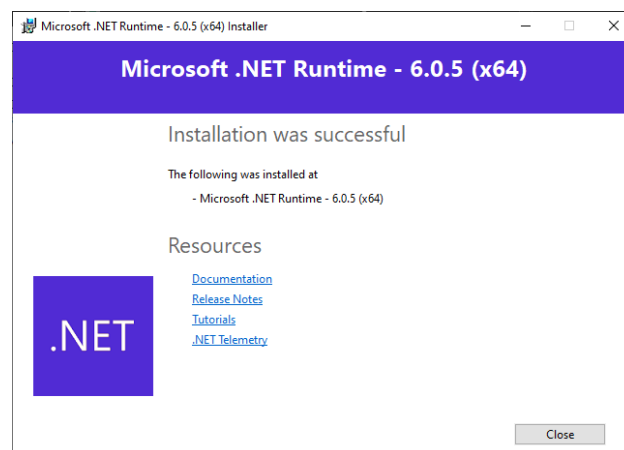 Microsoft .NET Runtime - 6.0.5 (x64) Installer
Microsoft .NET Runtime - 6.0.5 (x64)
Installation was successful
The following was installed at
- Microsoft .NET Runtime - 6.0.5 (x64)
Resources
Documentation
Release Notes
Tutorials
.NET Telemetry
.NET
Close